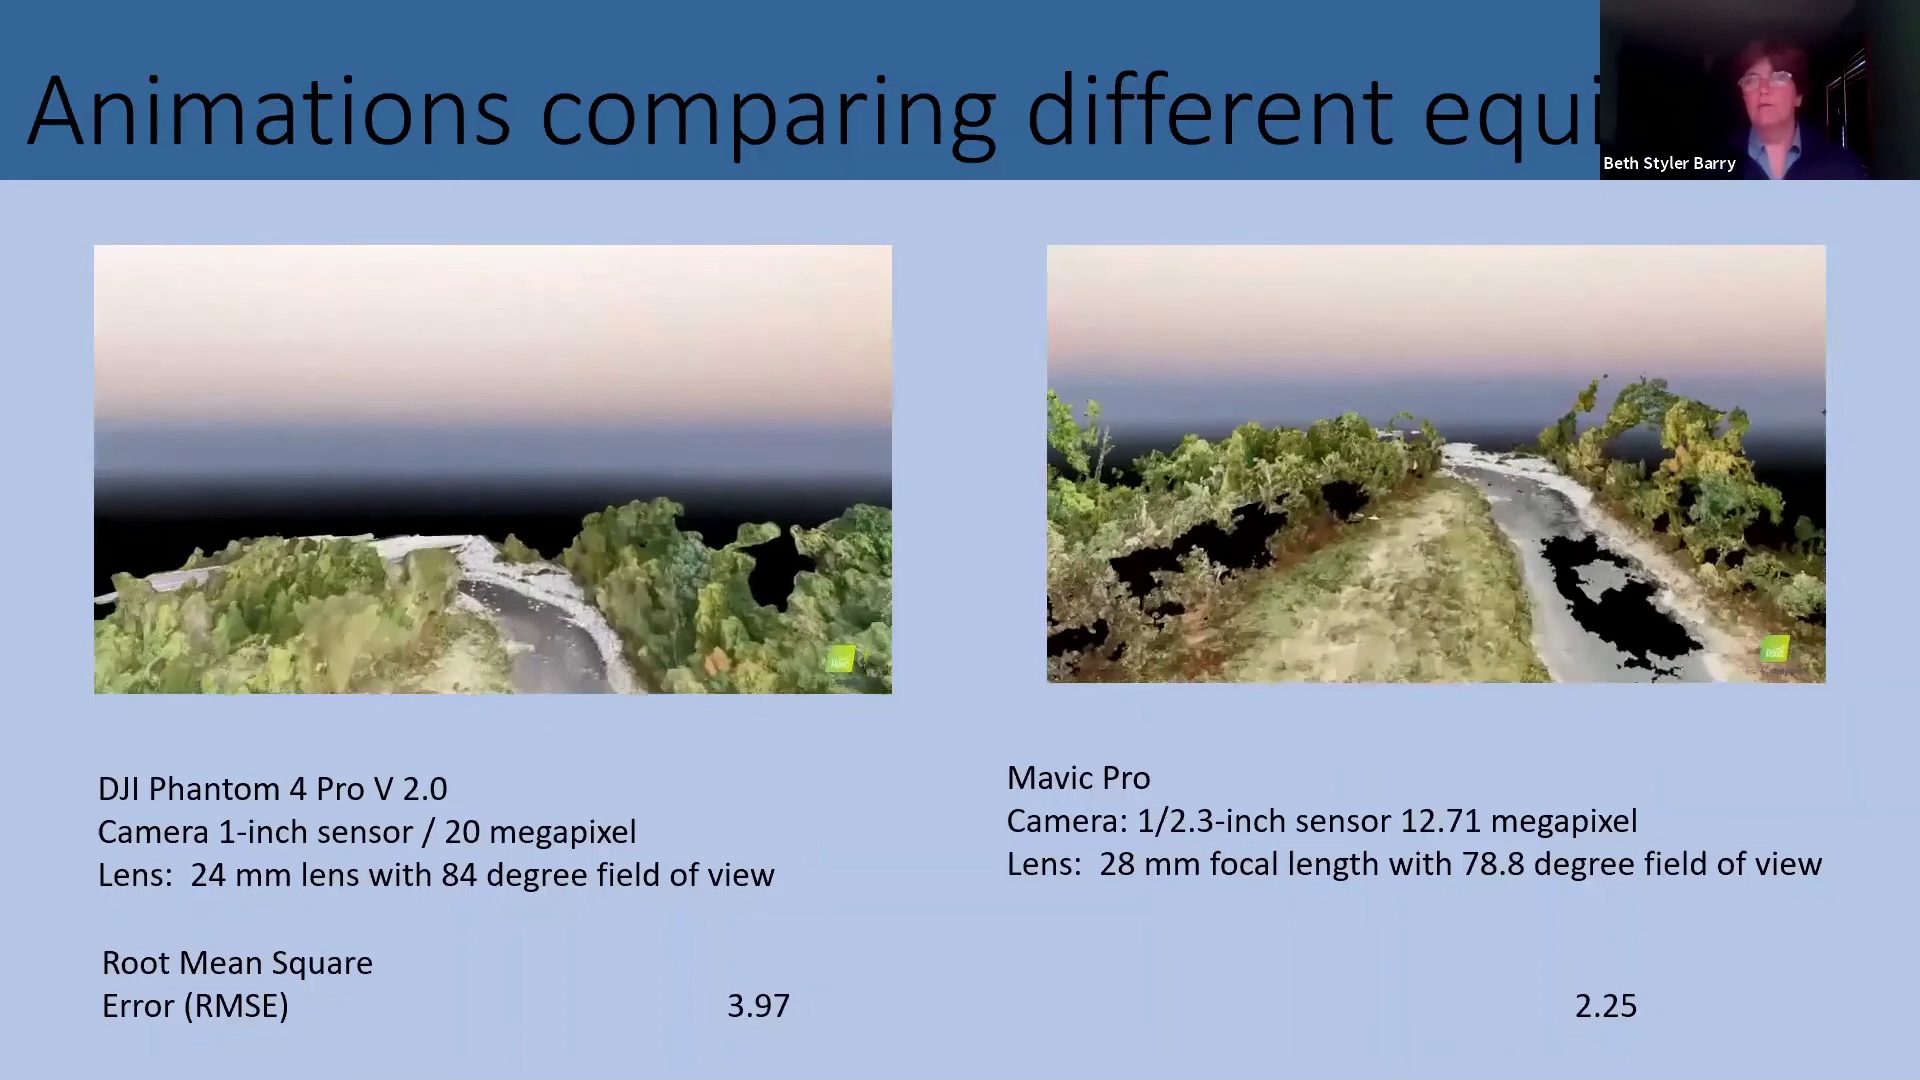 Animations comparing different equi
Beth Styler Barry
DJI Phantom 4 Pro V 2.0
Camera 1-inch sensor / 20 megapixel
Lens:  24 mm lens with 84 degree field of view
Mavic Pro
Camera: 1/2.3-inch sensor 12.71 megapixel
Lens:  28 mm focal length with 78.8 degree field of view
Root Mean Square
Error (RMSE)
3.97
2.25